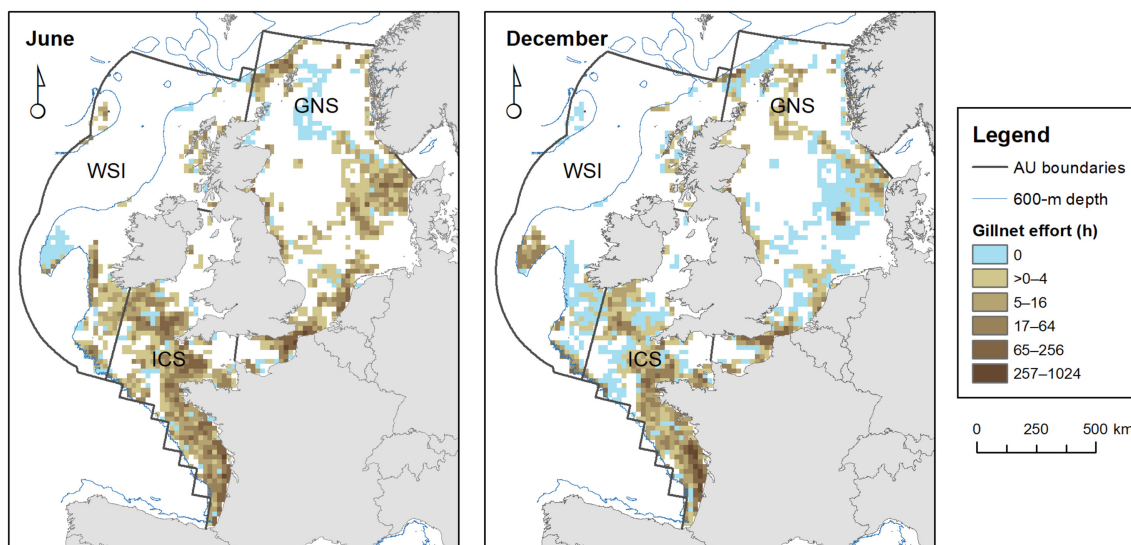 June
GNS
WSI
ICS
December
GNS
WSI
ICS
Legend
AU boundaries
600-m depth
Gillnet effort (h)
0
>0–4
5–16
17–64
65–256
257–1024
0 250 500 km